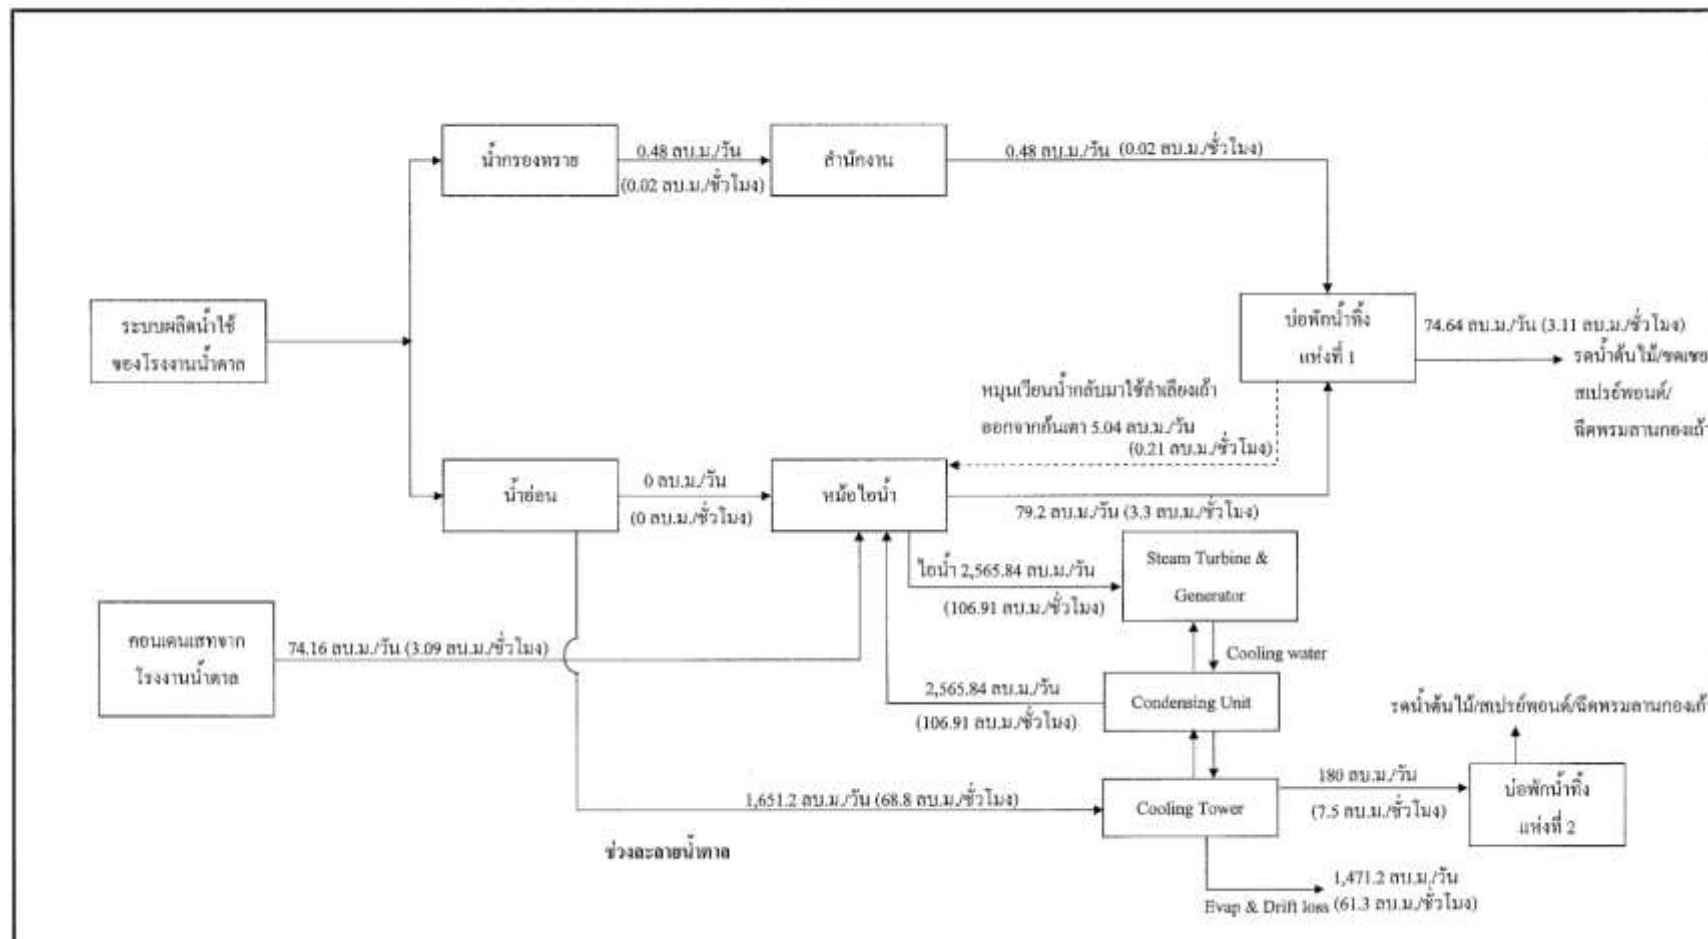 น้ำกรองทราย
0.48 ลบ.ม./วัน
(0.02 ลบ.ม./ชั่วโมง)
สำนักงาน
0.48 ลบ.ม./วัน (0.02 ลบ.ม./ชั่วโมง)
ระบบผลิตน้ำใช้
ของโรงงานน้ำตาล
บ่อพักน้ำทิ้ง
แห่งที่ 1
74.64 ลบ.ม./วัน (3.11 ลบ.ม./ชั่วโมง)
รดน้ำต้นไม้/ชดเชย
สเปรย์พอนด์/
ฉีดพรมลานกองเถ้า
หมุนเวียนน้ำกลับมาใช้ลำเลียงเถ้า
ออกจากก้นเตา 5.04 ลบ.ม./วัน
(0.21 ลบ.ม./ชั่วโมง)
น้ำอ่อน
0 ลบ.ม./วัน
(0 ลบ.ม./ชั่วโมง)
หม้อไอน้ำ
79.2 ลบ.ม./วัน (3.3 ลบ.ม./ชั่วโมง)
ไอน้ำ 2,565.84 ลบ.ม./วัน
(106.91 ลบ.ม./ชั่วโมง)
Steam Turbine &
Generator
คอนเดนเสทจาก
โรงงานน้ำตาล
74.16 ลบ.ม./วัน (3.09 ลบ.ม./ชั่วโมง)
Cooling water
2,565.84 ลบ.ม./วัน
(106.91 ลบ.ม./ชั่วโมง)
Condensing Unit
รดน้ำต้นไม้/สเปรย์พอนด์/ฉีดพรมลานกองเถ้า
1,651.2 ลบ.ม./วัน (68.8 ลบ.ม./ชั่วโมง)
Cooling Tower
180 ลบ.ม./วัน
(7.5 ลบ.ม./ชั่วโมง)
บ่อพักน้ำทิ้ง
แห่งที่ 2
ช่วงละลายน้ำตาล
1,471.2 ลบ.ม./วัน
Evap & Drift loss (61.3 ลบ.ม./ชั่วโมง)